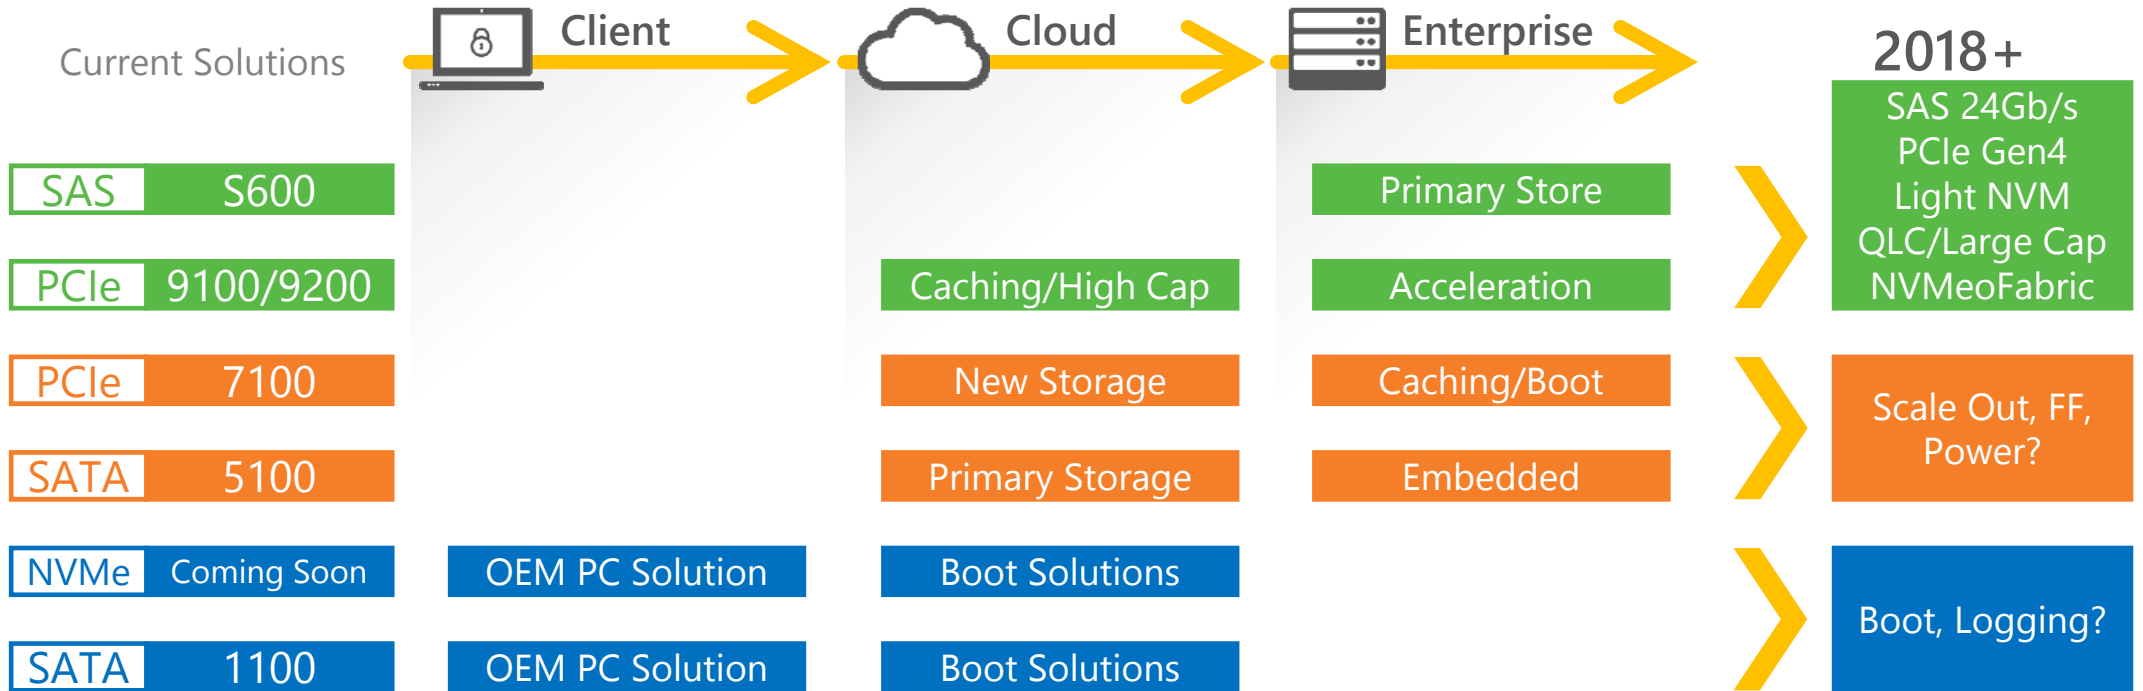 Current Solutions
Client
Cloud
Enterprise
2018+
SAS S600
Primary Store
SAS 24Gb/s
PCIe Gen4
Light NVM
QLC/Large Cap
NVMeoFabric
PCIe 9100/9200
Caching/High Cap
Acceleration
PCIe 7100
New Storage
Caching/Boot
Scale Out, FF,
Power?
SATA 5100
Primary Storage
Embedded
NVMe Coming Soon
OEM PC Solution
Boot Solutions
Boot, Logging?
SATA 1100
OEM PC Solution
Boot Solutions